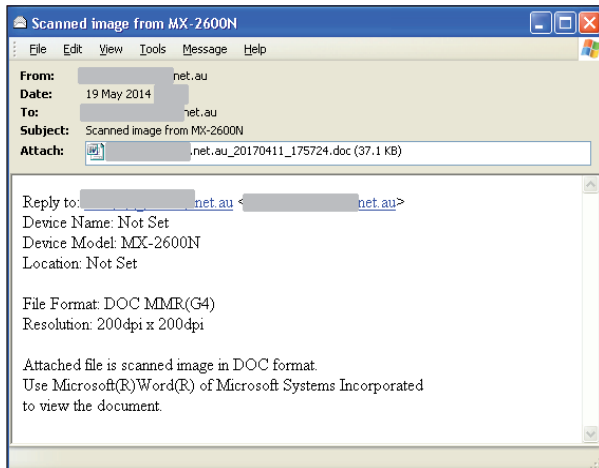 Scanned image from MX-2600N
File Edit View Tools Message Help
From: net.au
Date: 19 May 2014
To: net.au
Subject: Scanned image from MX-2600N
Attach: .net.au_20170411_175724.doc (37.1 KB)
Reply to: net.au < net.au>
Device Name: Not Set
Device Model: MX-2600N
Location: Not Set
File Format: DOC MMR(G4)
Resolution: 200dpi x 200dpi
Attached file is scanned image in DOC format.
Use Microsoft(R)Word(R) of Microsoft Systems Incorporated
to view the document.